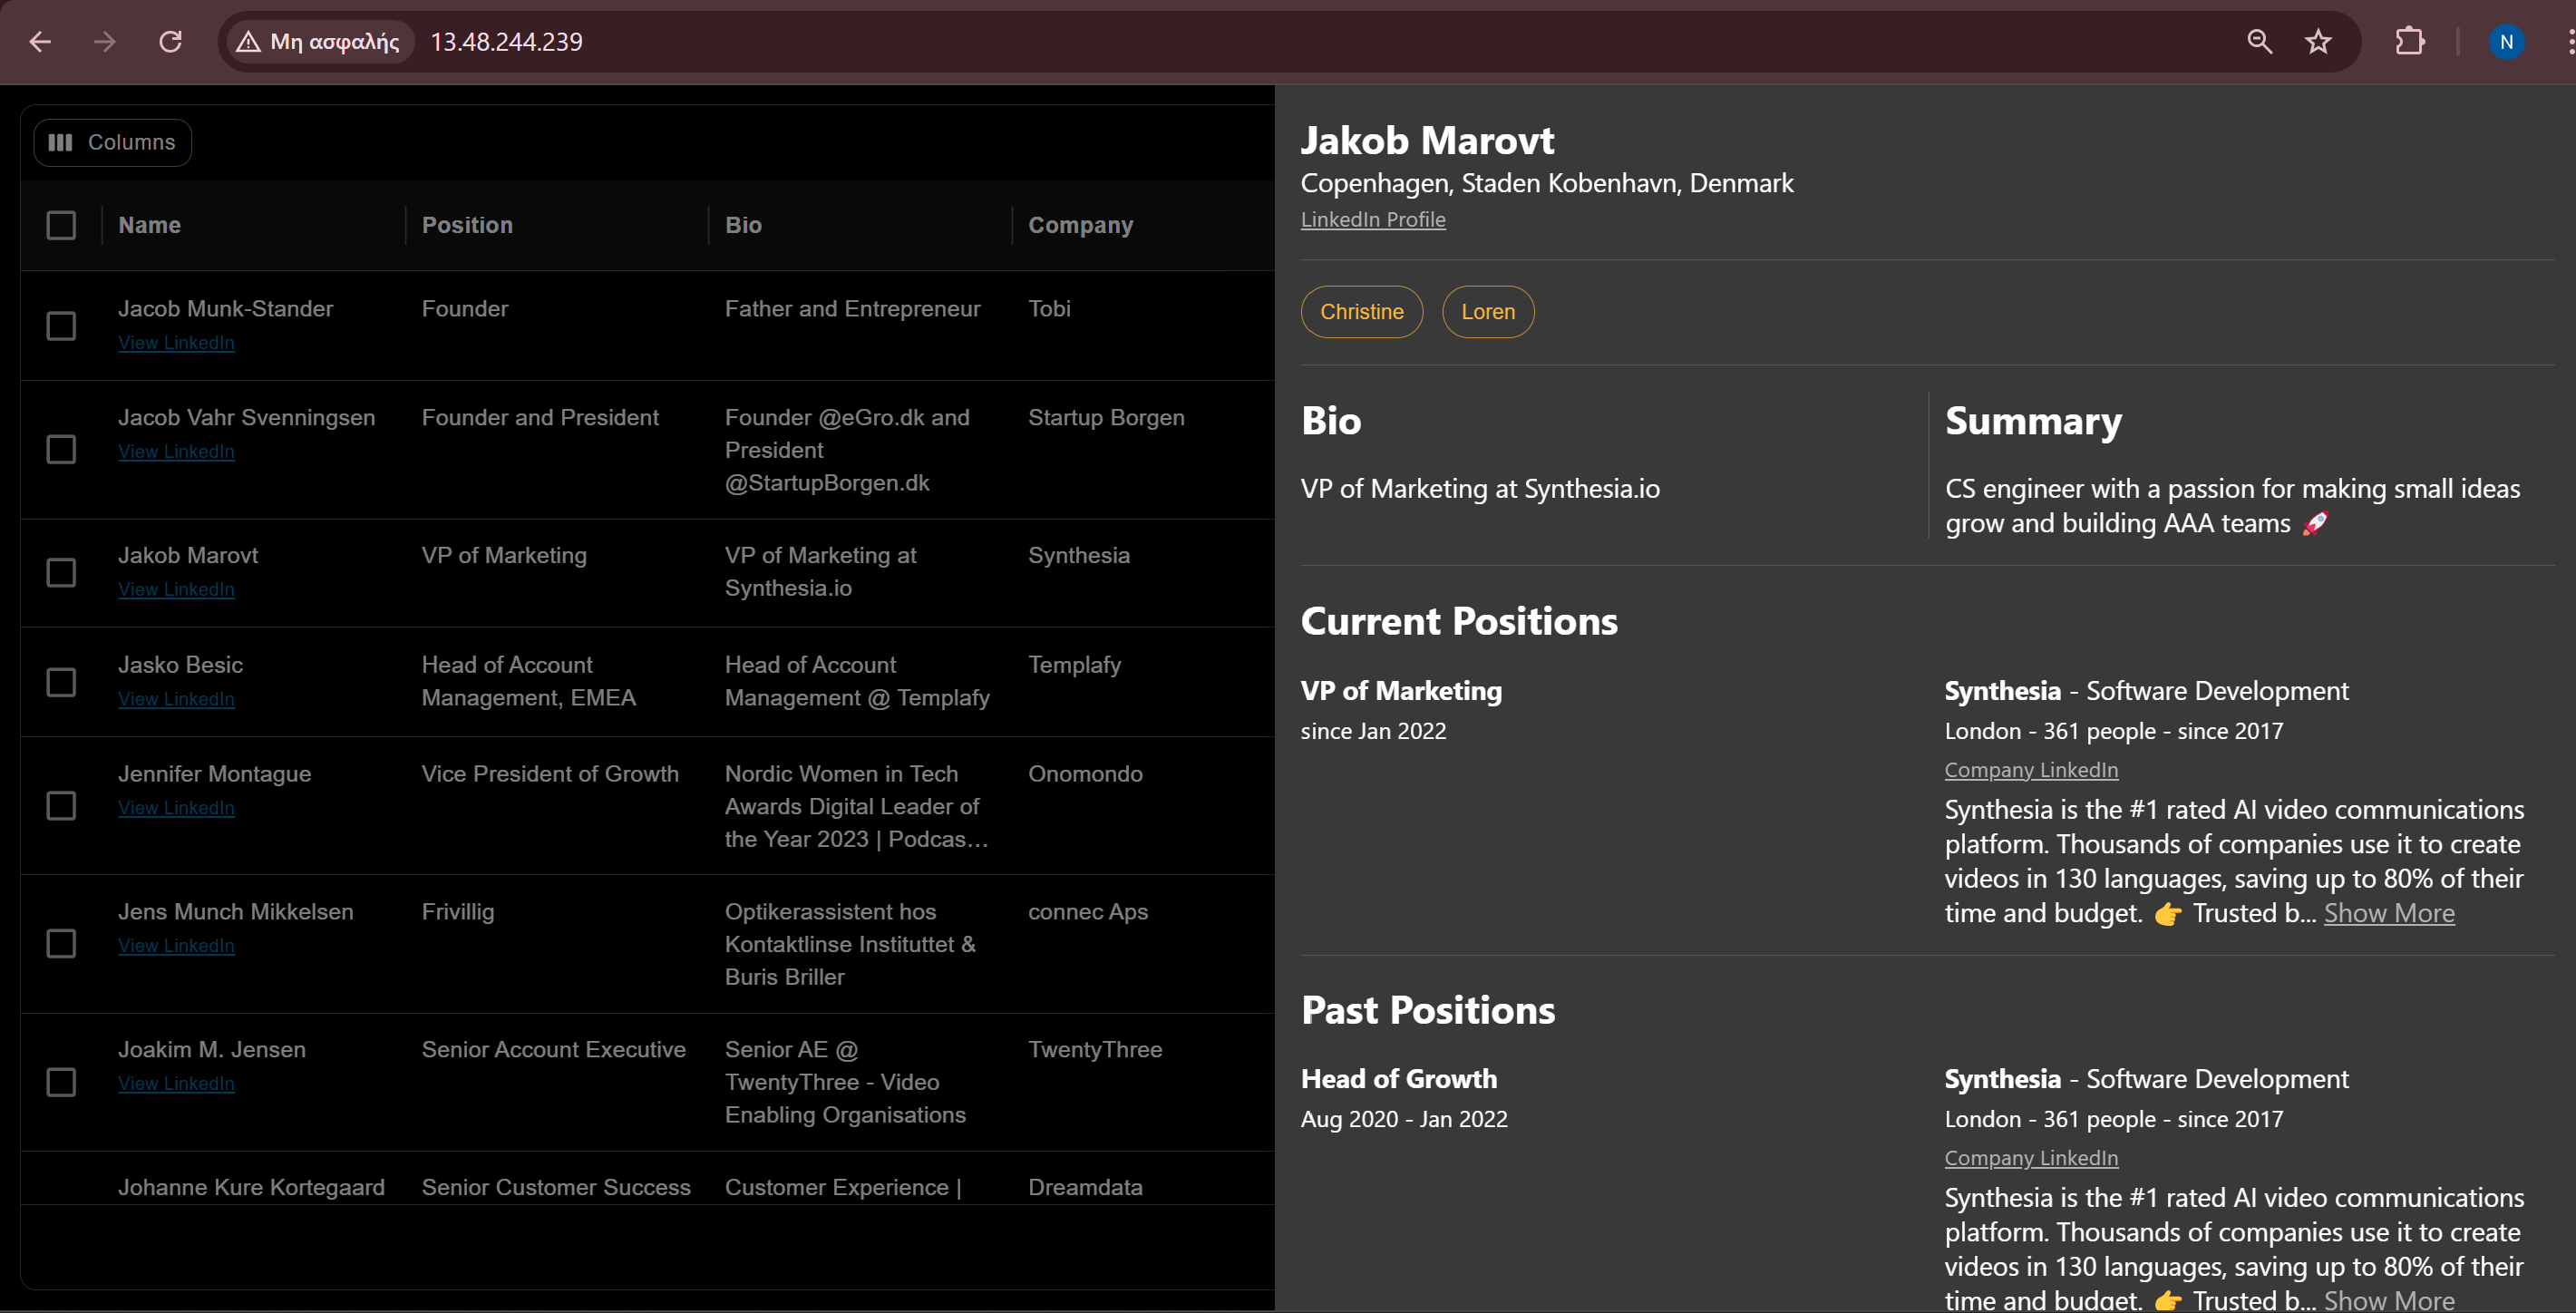 Μη ασφαλής 13.48.244.239
N
Columns
Name Position Bio Company
Jacob Munk-Stander Founder Father and Entrepreneur Tobi
View LinkedIn
Jacob Vahr Svenningsen Founder and President Founder @eGro.dk and Startup Borgen
View LinkedIn President
@StartupBorgen.dk
Jakob Marovt VP of Marketing VP of Marketing at Synthesia
View LinkedIn Synthesia.io
Jasko Besic Head of Account Head of Account Templafy
View LinkedIn Management, EMEA Management @ Templafy
Jennifer Montague Vice President of Growth Nordic Women in Tech Onomondo
View LinkedIn Awards Digital Leader of
the Year 2023 | Podcas...
Jens Munch Mikkelsen Frivillig Optikerassistent hos connec Aps
View LinkedIn Kontaktlinse Instituttet &
Buris Briller
Joakim M. Jensen Senior Account Executive Senior AE @ TwentyThree
View LinkedIn TwentyThree - Video
Enabling Organisations
Johanne Kure Kortegaard Senior Customer Success Customer Experience | Dreamdata
Jakob Marovt
Copenhagen, Staden Kobenhavn, Denmark
LinkedIn Profile
Christine Loren
Bio
VP of Marketing at Synthesia.io
Summary
CS engineer with a passion for making small ideas
grow and building AAA teams 🚀
Current Positions
VP of Marketing
since Jan 2022
Synthesia - Software Development
London - 361 people - since 2017
Company LinkedIn
Synthesia is the #1 rated AI video communications
platform. Thousands of companies use it to create
videos in 130 languages, saving up to 80% of their
time and budget. 👉 Trusted b... Show More
Past Positions
Head of Growth
Aug 2020 - Jan 2022
Synthesia - Software Development
London - 361 people - since 2017
Company LinkedIn
Synthesia is the #1 rated AI video communications
platform. Thousands of companies use it to create
videos in 130 languages, saving up to 80% of their
time and budget. 👉 Trusted b... Show More